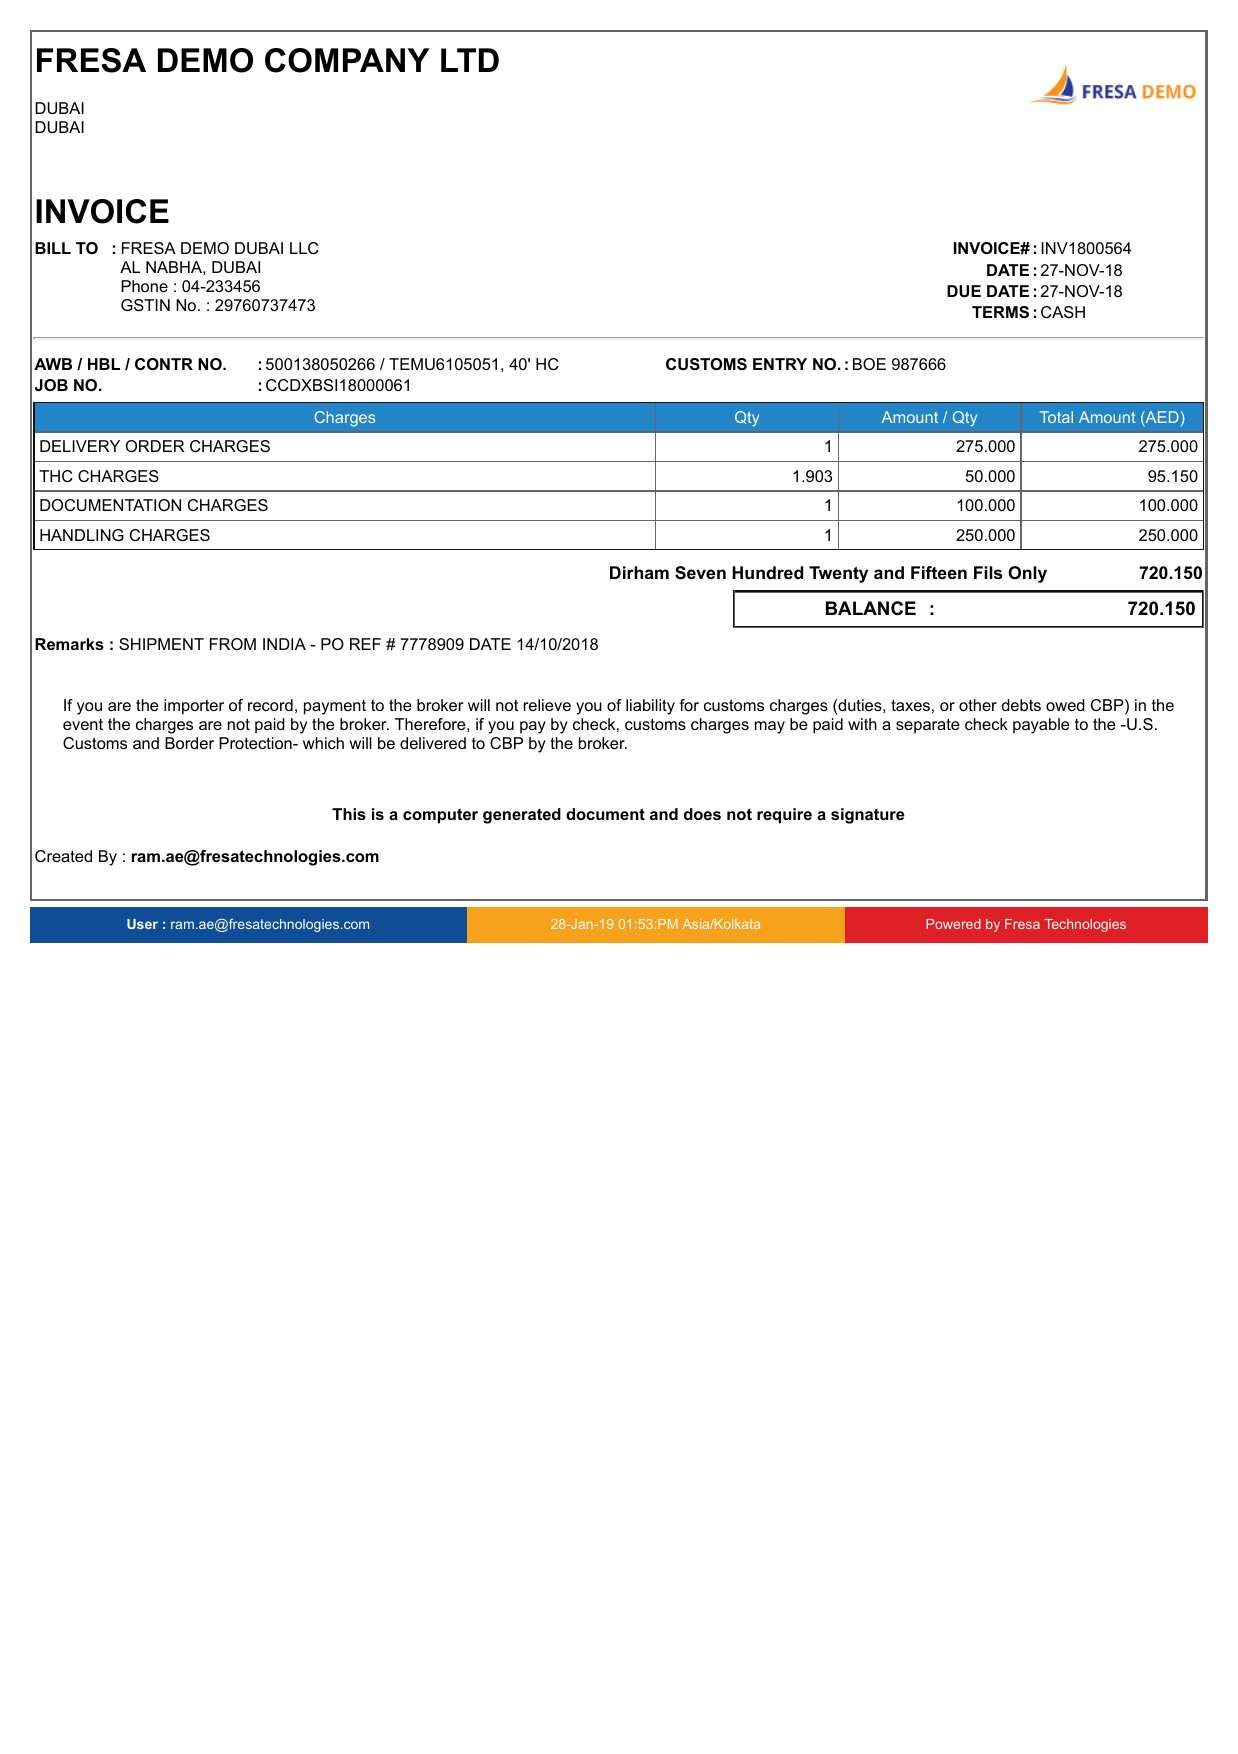 FRESA DEMO COMPANY LTD
FRESA DEMO
DUBAI
DUBAI
INVOICE
BILL TO : FRESA DEMO DUBAI LLC
AL NABHA, DUBAI
Phone : 04-233456
GSTIN No. : 29760737473
INVOICE# : INV1800564
DATE : 27-NOV-18
DUE DATE : 27-NOV-18
TERMS : CASH
AWB / HBL / CONTR NO. : 500138050266 / TEMU6105051, 40' HC CUSTOMS ENTRY NO. : BOE 987666
JOB NO. : CCDXBSI18000061
Charges Qty Amount / Qty Total Amount (AED)
DELIVERY ORDER CHARGES 1 275.000 275.000
THC CHARGES 1.903 50.000 95.150
DOCUMENTATION CHARGES 1 100.000 100.000
HANDLING CHARGES 1 250.000 250.000
Dirham Seven Hundred Twenty and Fifteen Fils Only 720.150
BALANCE : 720.150
Remarks : SHIPMENT FROM INDIA - PO REF # 7778909 DATE 14/10/2018
If you are the importer of record, payment to the broker will not relieve you of liability for customs charges (duties, taxes, or other debts owed CBP) in the
event the charges are not paid by the broker. Therefore, if you pay by check, customs charges may be paid with a separate check payable to the -U.S.
Customs and Border Protection- which will be delivered to CBP by the broker.
This is a computer generated document and does not require a signature
Created By : ram.ae@fresatechnologies.com
User : ram.ae@fresatechnologies.com 28-Jan-19 01:53:PM Asia/Kolkata Powered by Fresa Technologies